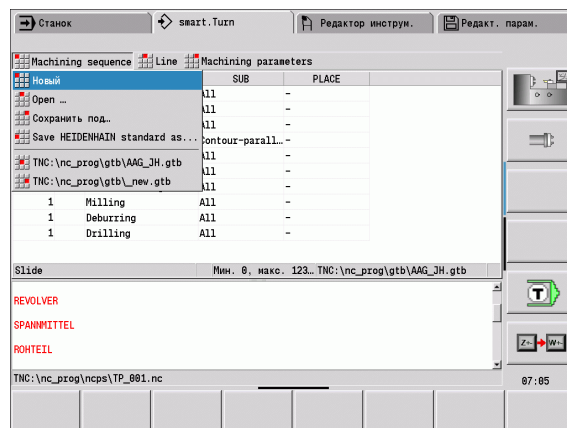 Станок smart.Turn Редактор инструм. Редакт. парам.
Machining sequence Line Machining parameters
SUB PLACE
Новый
Open …
Сохранить под…
Save HEIDENHAIN standard as...
TNC:\nc_prog\gtb\AAG_JH.gtb
TNC:\nc_prog\gtb\_new.gtb
All –
All –
All –
Contour-parall… –
All –
All –
All –
1 Milling All –
1 Deburring All –
1 Drilling All –
Slide Мин. 0, макс. 123… TNC:\nc_prog\gtb\AAG_JH.gtb
REVOLVER
SPANNMITTEL
ROHTEIL
TNC:\nc_prog\ncps\TP_001.nc
T
Z+- W+-
07:05